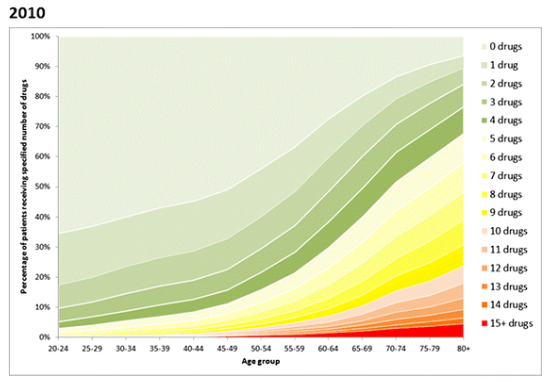 2010
Percentage of patients receiving specified number of drugs
100%
90%
80%
70%
60%
50%
40%
30%
20%
10%
0%
20-24 25-29 30-34 35-39 40-44 45-49 50-54 55-59 60-64 65-69 70-74 75-79 80+
Age group
0 drugs
1 drug
2 drugs
3 drugs
4 drugs
5 drugs
6 drugs
7 drugs
8 drugs
9 drugs
10 drugs
11 drugs
12 drugs
13 drugs
14 drugs
15+ drugs